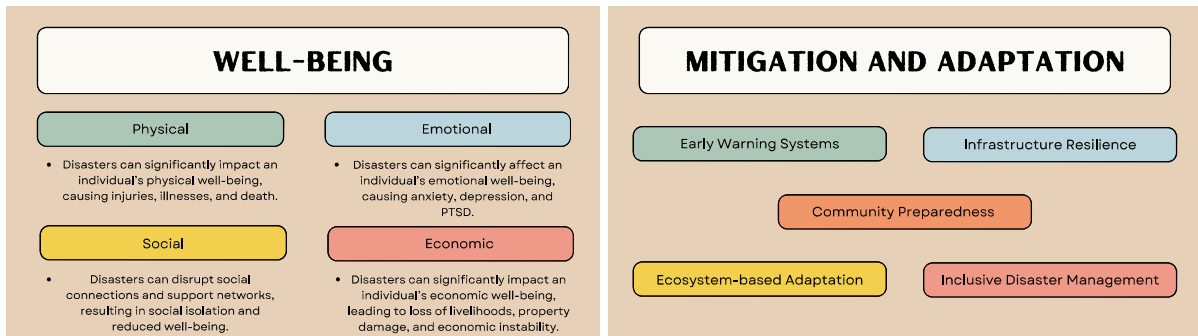 WELL-BEING
Physical
• Disasters can significantly impact an
individual's physical well-being,
causing injuries, illnesses, and death.
Emotional
• Disasters can significantly affect an
individual's emotional well-being,
causing anxiety, depression, and
PTSD.
Social
• Disasters can disrupt social
connections and support networks,
resulting in social isolation and
reduced well-being.
Economic
• Disasters can significantly impact an
individual's economic well-being,
leading to loss of livelihoods, property
damage, and economic instability.
MITIGATION AND ADAPTATION
Early Warning Systems
Infrastructure Resilience
Community Preparedness
Ecosystem-based Adaptation
Inclusive Disaster Management